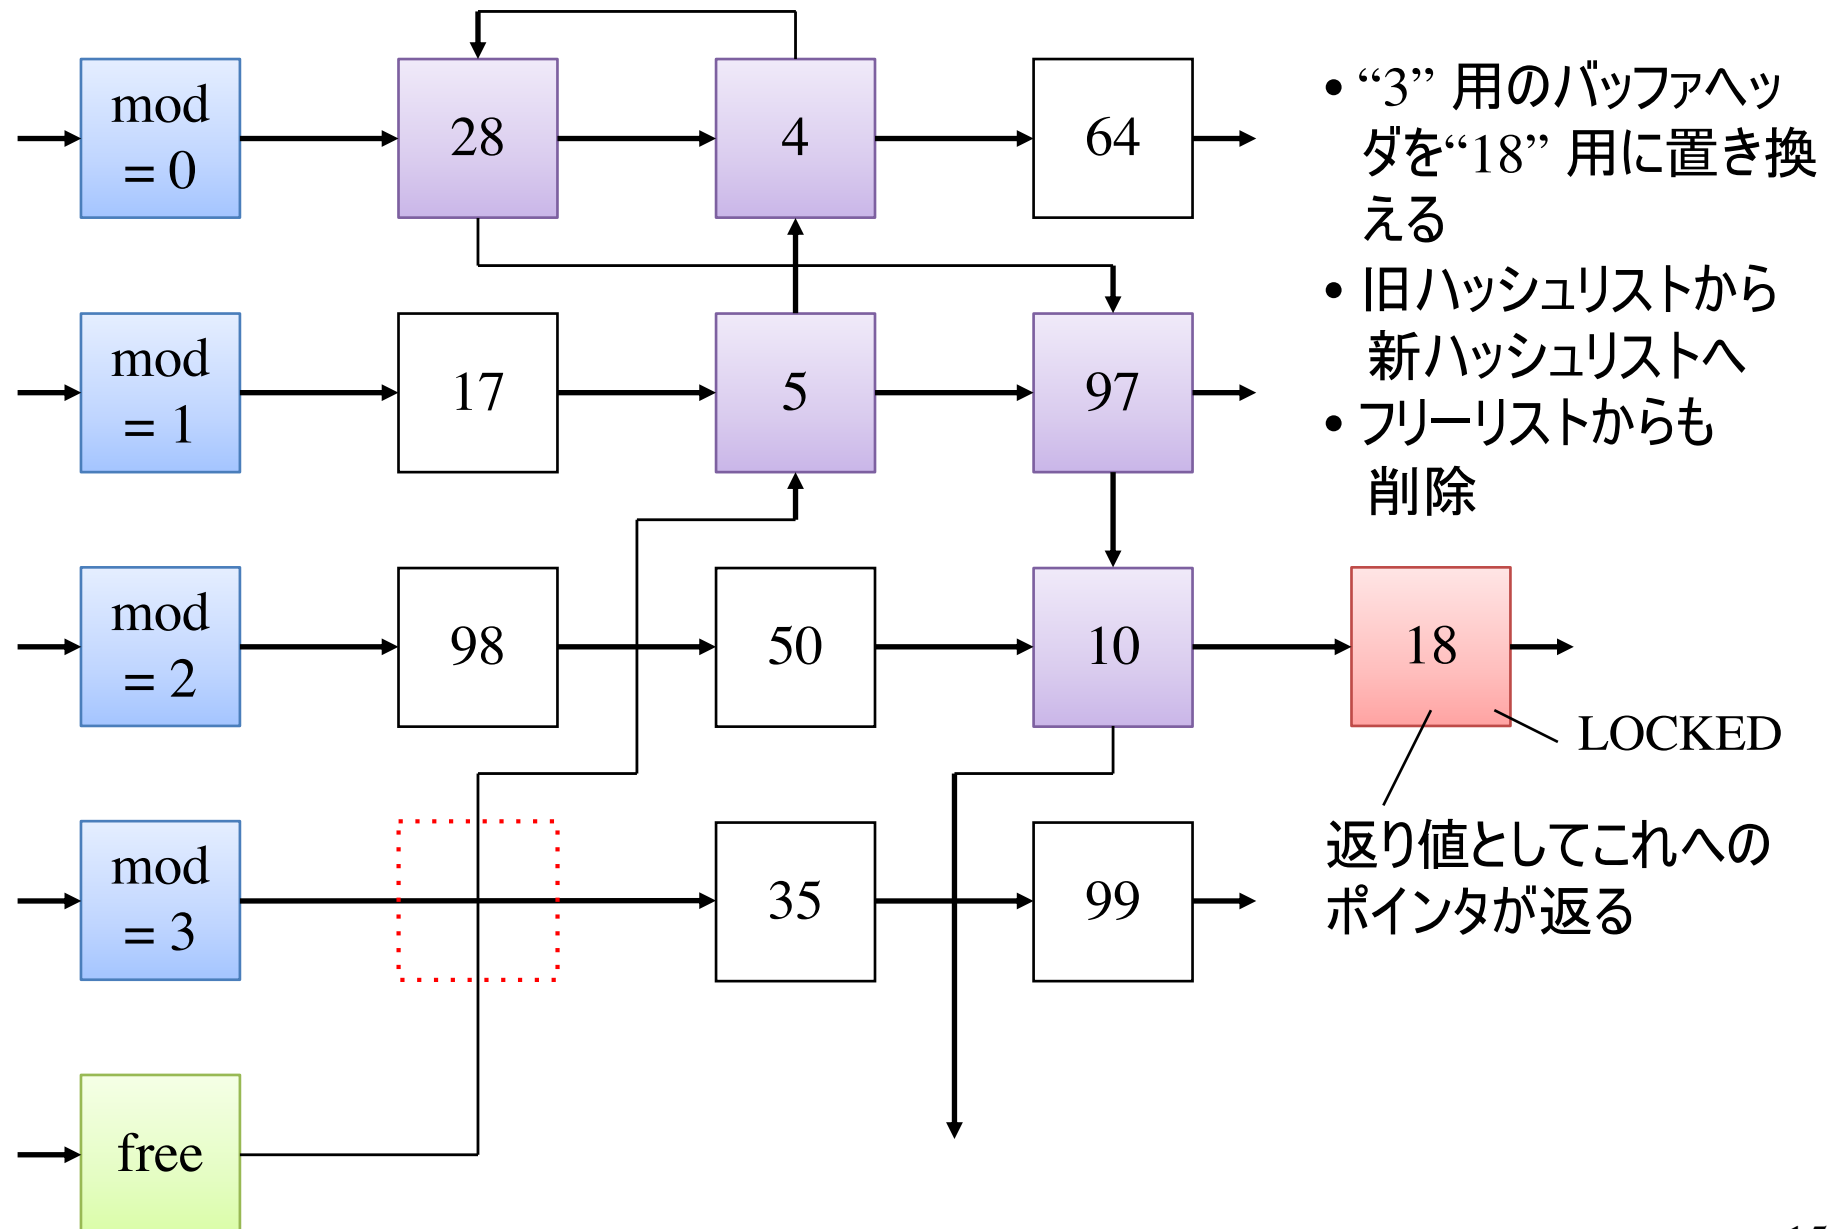 mod
= 0
28
4
64
mod
= 1
17
5
97
mod
= 2
98
50
10
18
LOCKED
mod
= 3
35
99
free
• “3” 用のバッファヘッ
ダを“18” 用に置き換
える
• 旧ハッシュリストから
新ハッシュリストへ
• フリーリストからも
削除
返り値としてこれへの
ポインタが返る